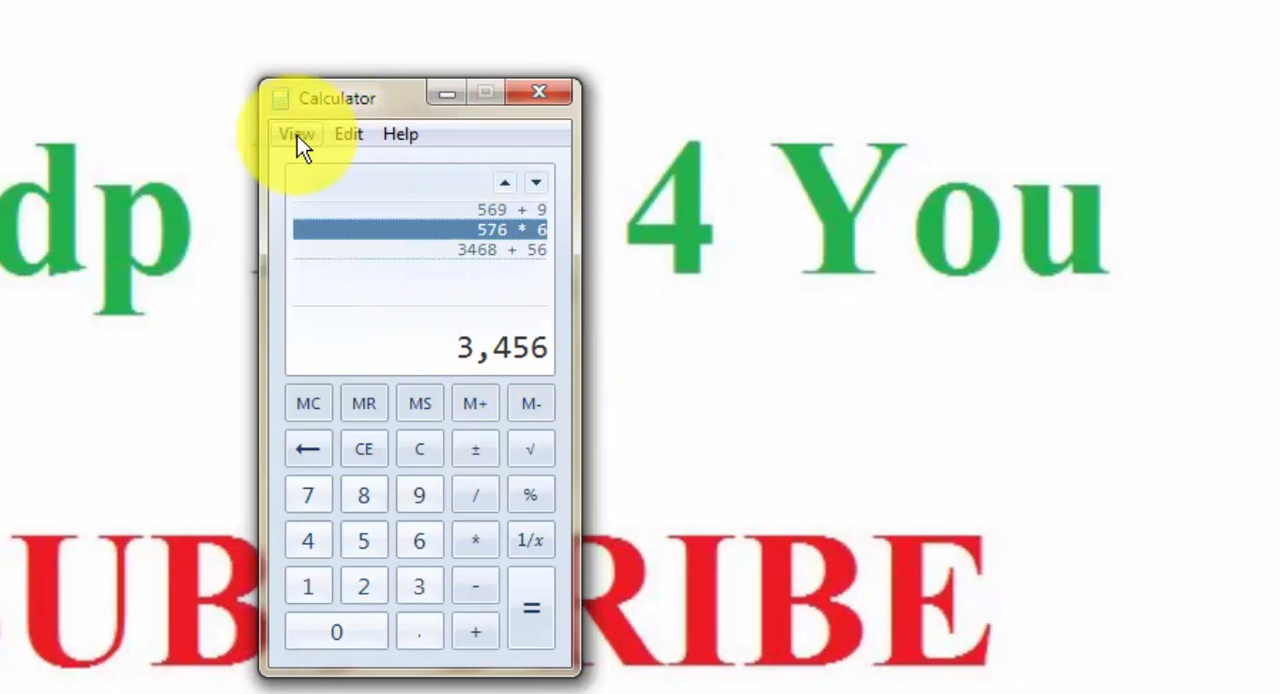 Calculator
View Edit Help
dp 4 You
569 + 9
576 * 6
3468 + 56
3,456
MC MR MS M+ M-
← CE C ± √
7 8 9 / %
4 5 6 * 1/x
1 2 3 - =
0 . +
UB RIBE